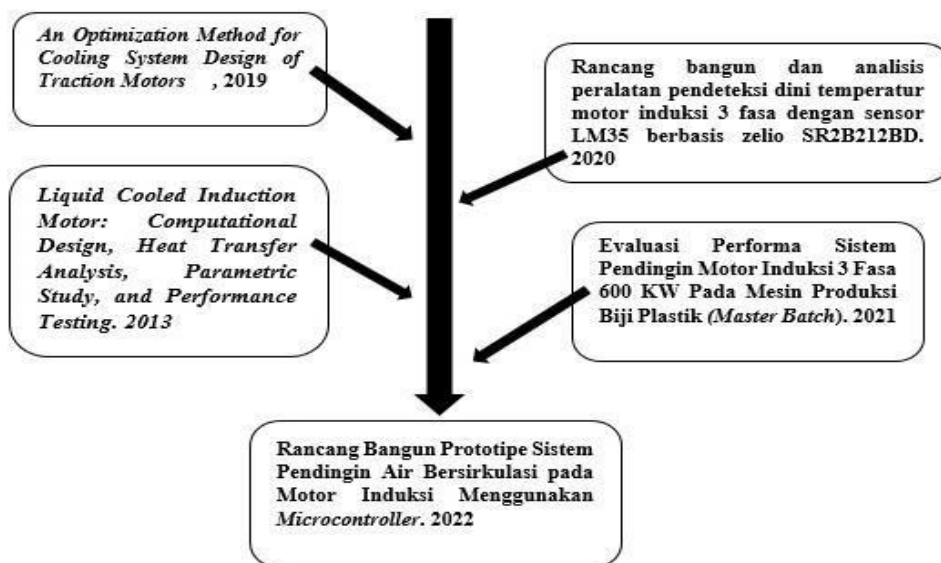 An Optimization Method for
Cooling System Design of
Traction Motors , 2019
Rancang bangun dan analisis
peralatan pendeteksi dini temperatur
motor induksi 3 fasa dengan sensor
LM35 berbasis zelio SR2B212BD.
2020
Liquid Cooled Induction
Motor: Computational
Design, Heat Transfer
Analysis, Parametric
Study, and Performance
Testing. 2013
Evaluasi Performa Sistem
Pendingin Motor Induksi 3 Fasa
600 KW Pada Mesin Produksi
Biji Plastik (Master Batch). 2021
Rancang Bangun Prototipe Sistem
Pendingin Air Bersirkulasi pada
Motor Induksi Menggunakan
Microcontroller. 2022